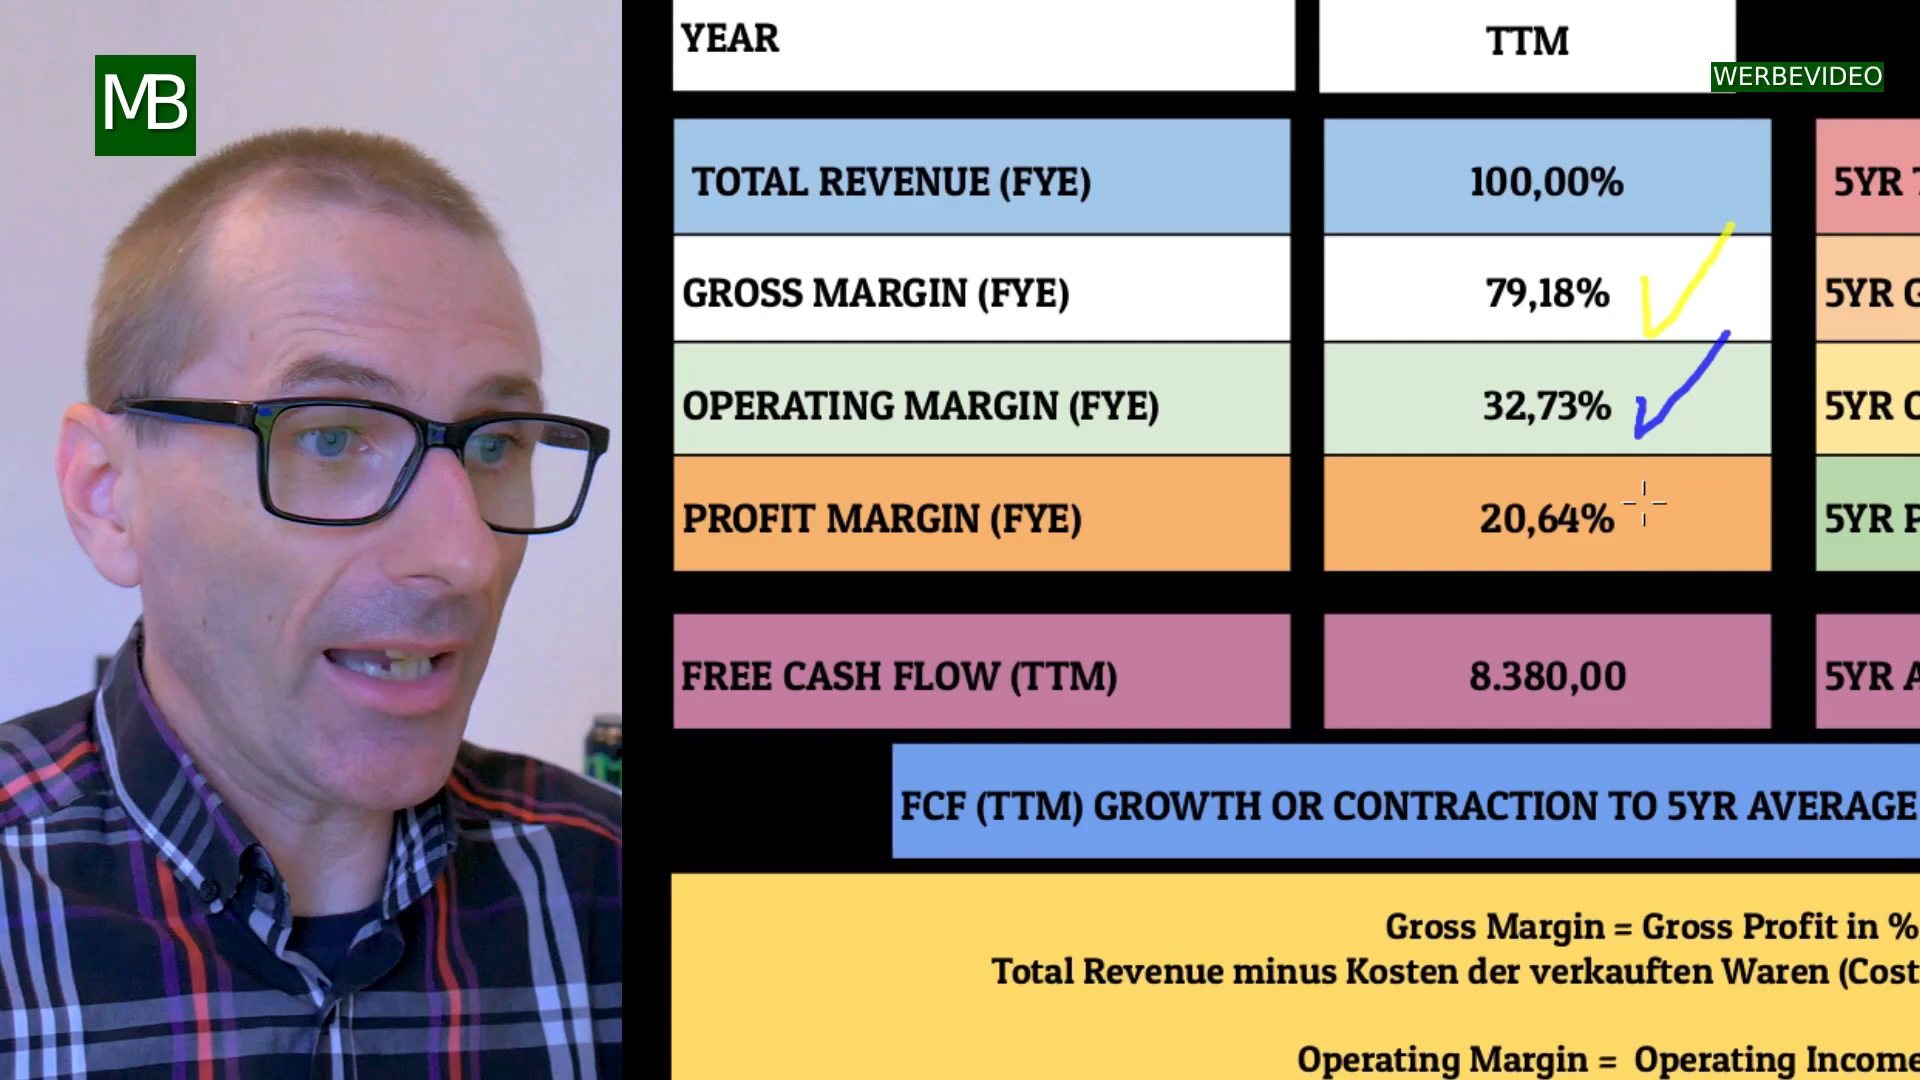 MB
WERBEVIDEO
YEAR
TTM
TOTAL REVENUE (FYE)
100,00%
5YR
GROSS MARGIN (FYE)
79,18%
5YR
OPERATING MARGIN (FYE)
32,73%
5YR
PROFIT MARGIN (FYE)
20,64%
5YR
FREE CASH FLOW (TTM)
8.380,00
5YR A
FCF (TTM) GROWTH OR CONTRACTION TO 5YR AVERAGE
Gross Margin = Gross Profit in %
Total Revenue minus Kosten der verkauften Waren (Cost
Operating Margin = Operating Income